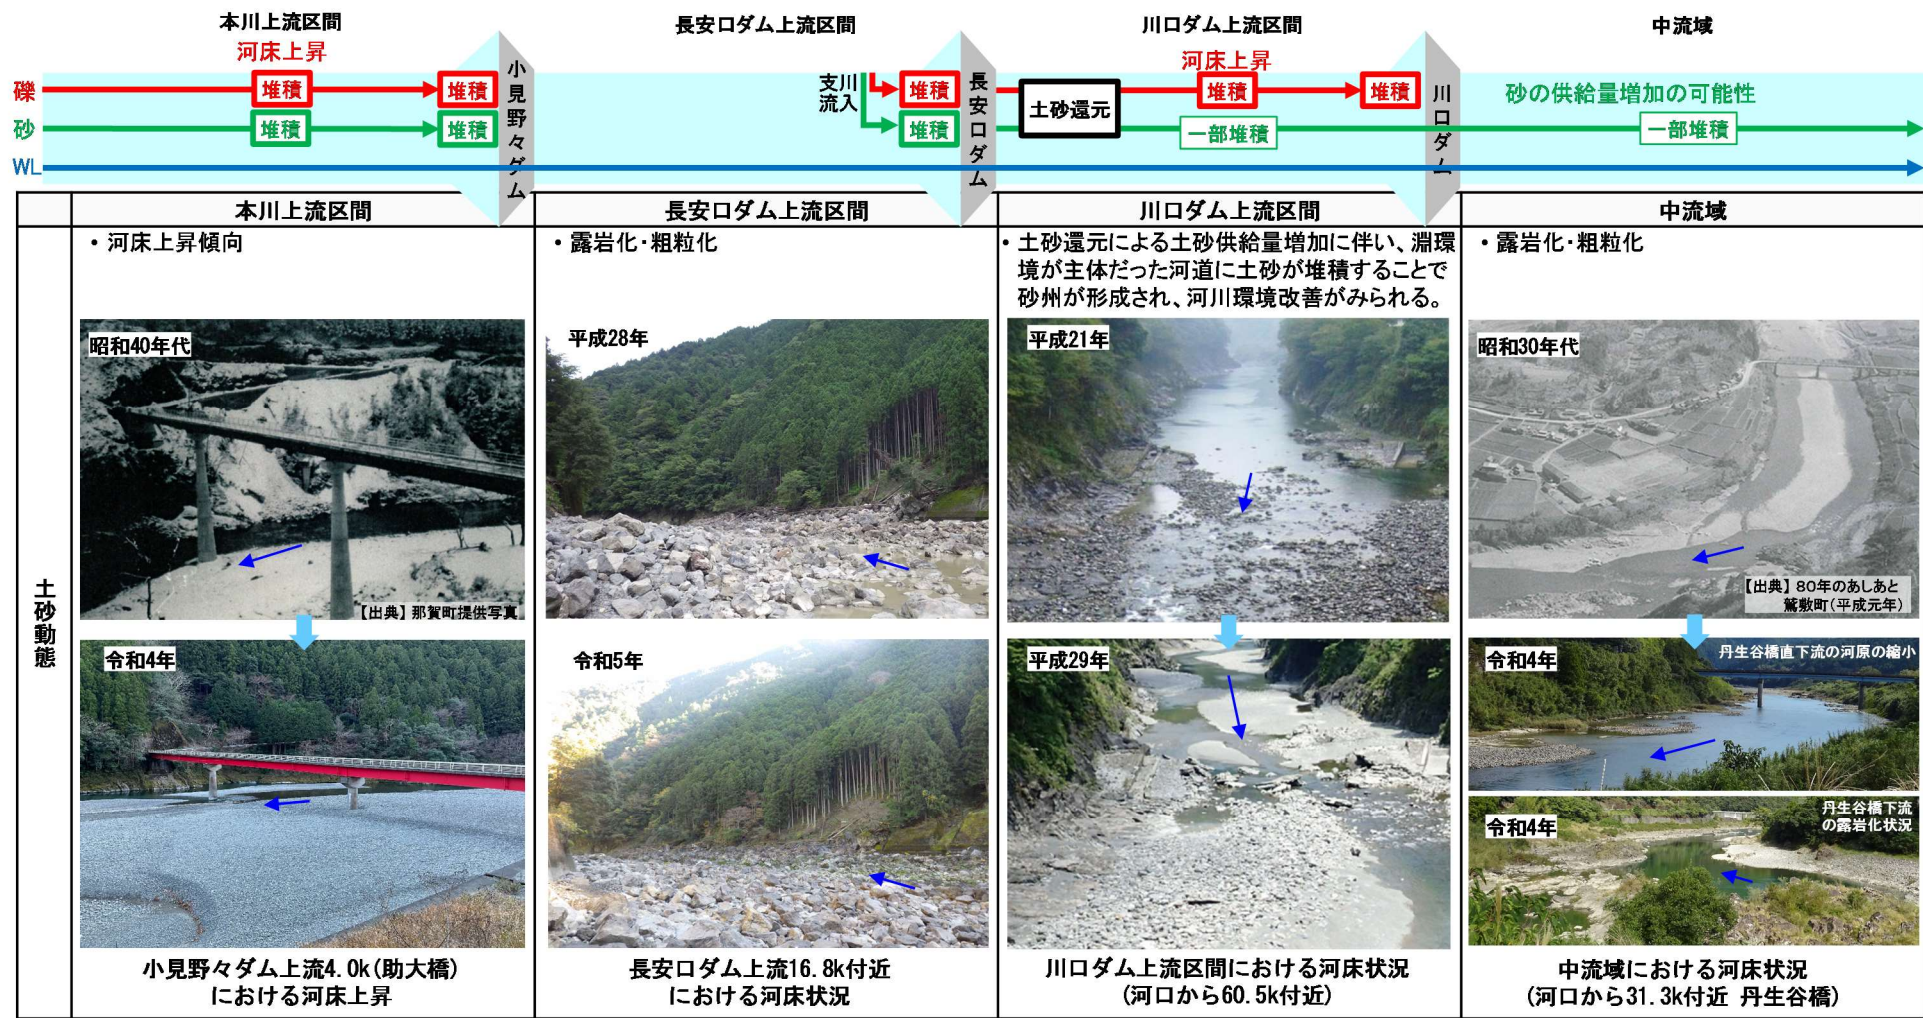 本川上流区間
長安口ダム上流区間
川口ダム上流区間
中流域
河床上昇
河床上昇
礫
堆積
堆積
小見野々ダム
支川流入
堆積
長安口ダム
土砂還元
堆積
堆積
川口ダム
砂の供給量増加の可能性
砂
堆積
堆積
堆積
一部堆積
一部堆積
WL
本川上流区間
長安口ダム上流区間
川口ダム上流区間
中流域
土砂動態
・河床上昇傾向
昭和40年代
【出典】那賀町提供写真
令和4年
小見野々ダム上流4.0k(助大橋)
における河床上昇
・露岩化・粗粒化
平成28年
令和5年
長安口ダム上流16.8k付近
における河床状況
・土砂還元による土砂供給量増加に伴い、淵環
境が主体だった河道に土砂が堆積することで
砂州が形成され、河川環境改善がみられる。
平成21年
平成29年
川口ダム上流区間における河床状況
(河口から60.5k付近)
・露岩化・粗粒化
昭和30年代
【出典】80年のあしあと
鷲敷町(平成元年)
丹生谷橋直下流の河原の縮小
令和4年
丹生谷橋下流
の露岩化状況
令和4年
中流域における河床状況
(河口から31.3k付近 丹生谷橋)